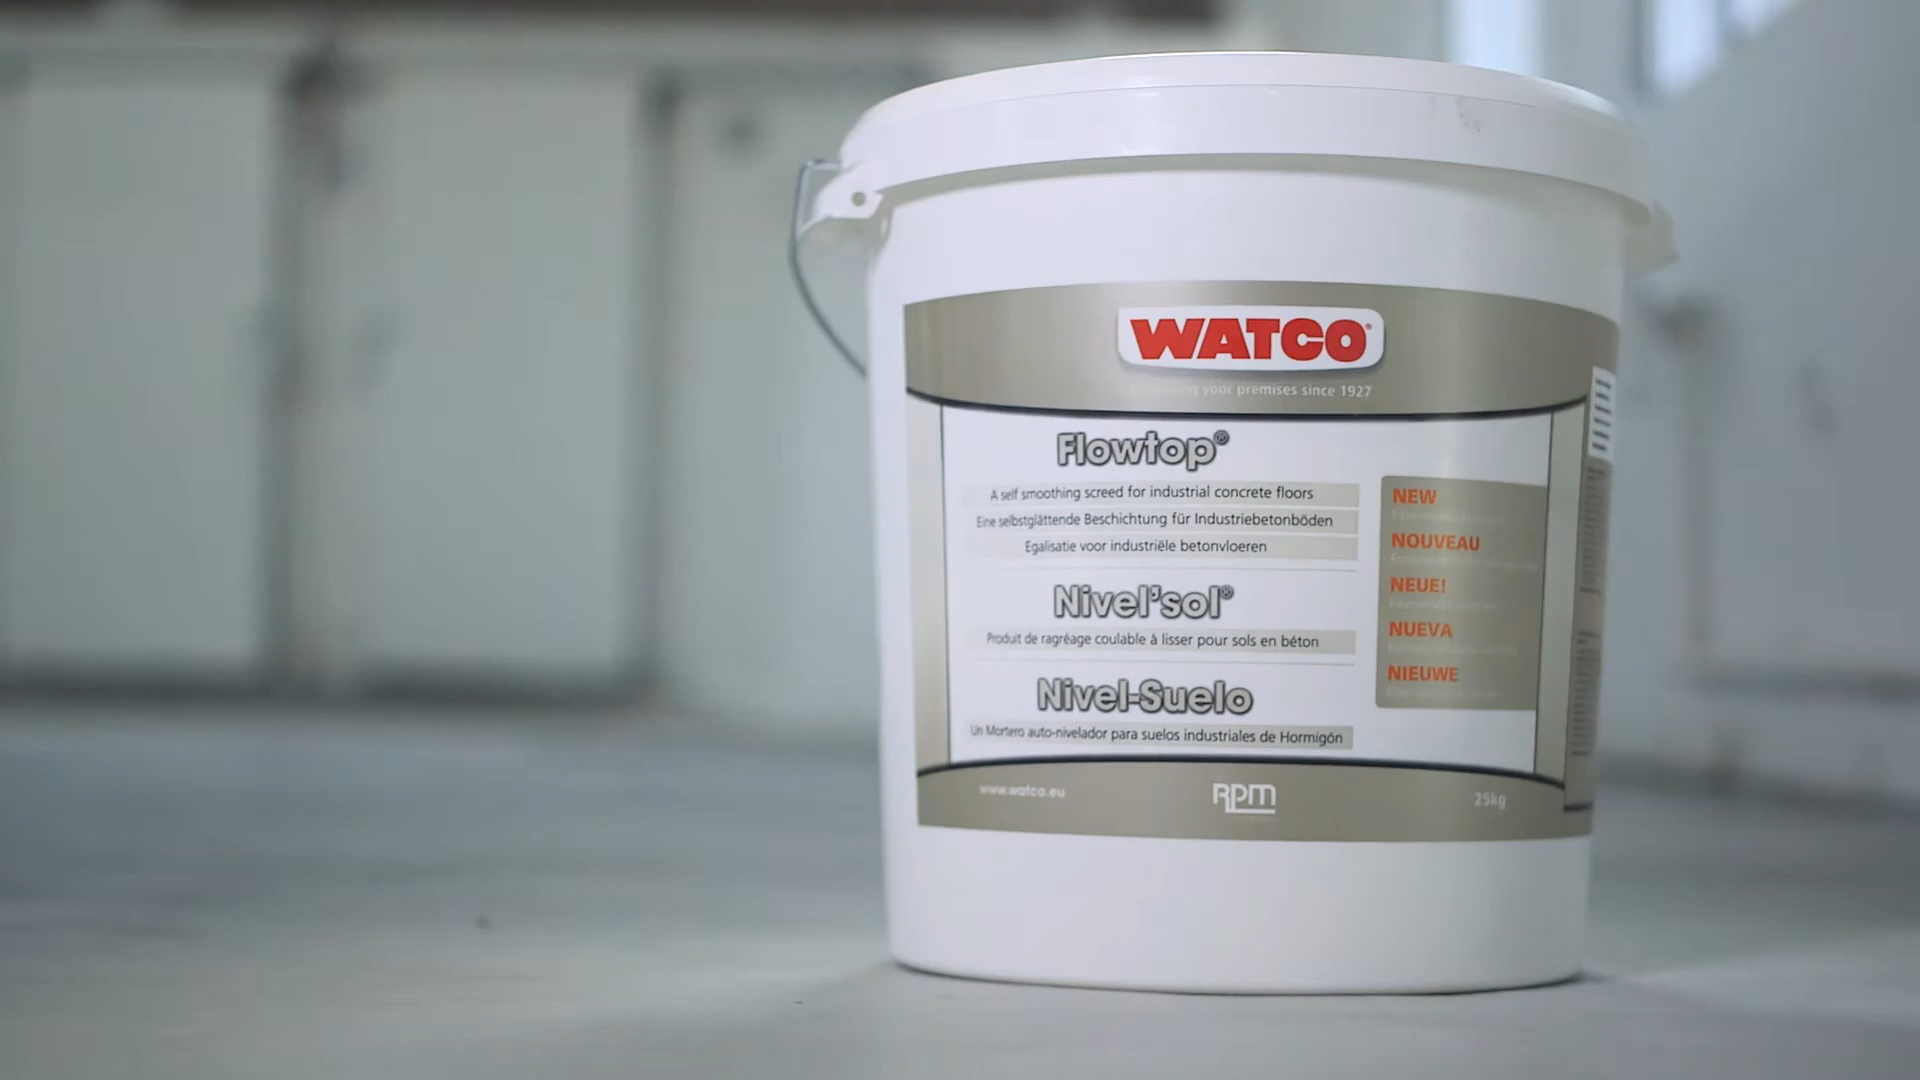 WATCO®
your premises since 1927
Flowtop®
A self smoothing screed for industrial concrete floors
Eine selbstglättende Beschichtung für Industriebetonböden
Egalisatie voor industriële betonvloeren
Nivel'sol®
Produit de ragréage coulable à lisser pour sols en béton
Nivel-Suelo
Un Mortero auto-nivelador para suelos industriales de Hormigón
NEW
NOUVEAU
NEUE!
NUEVA
NIEUWE
www.watco.eu
RPM
25kg